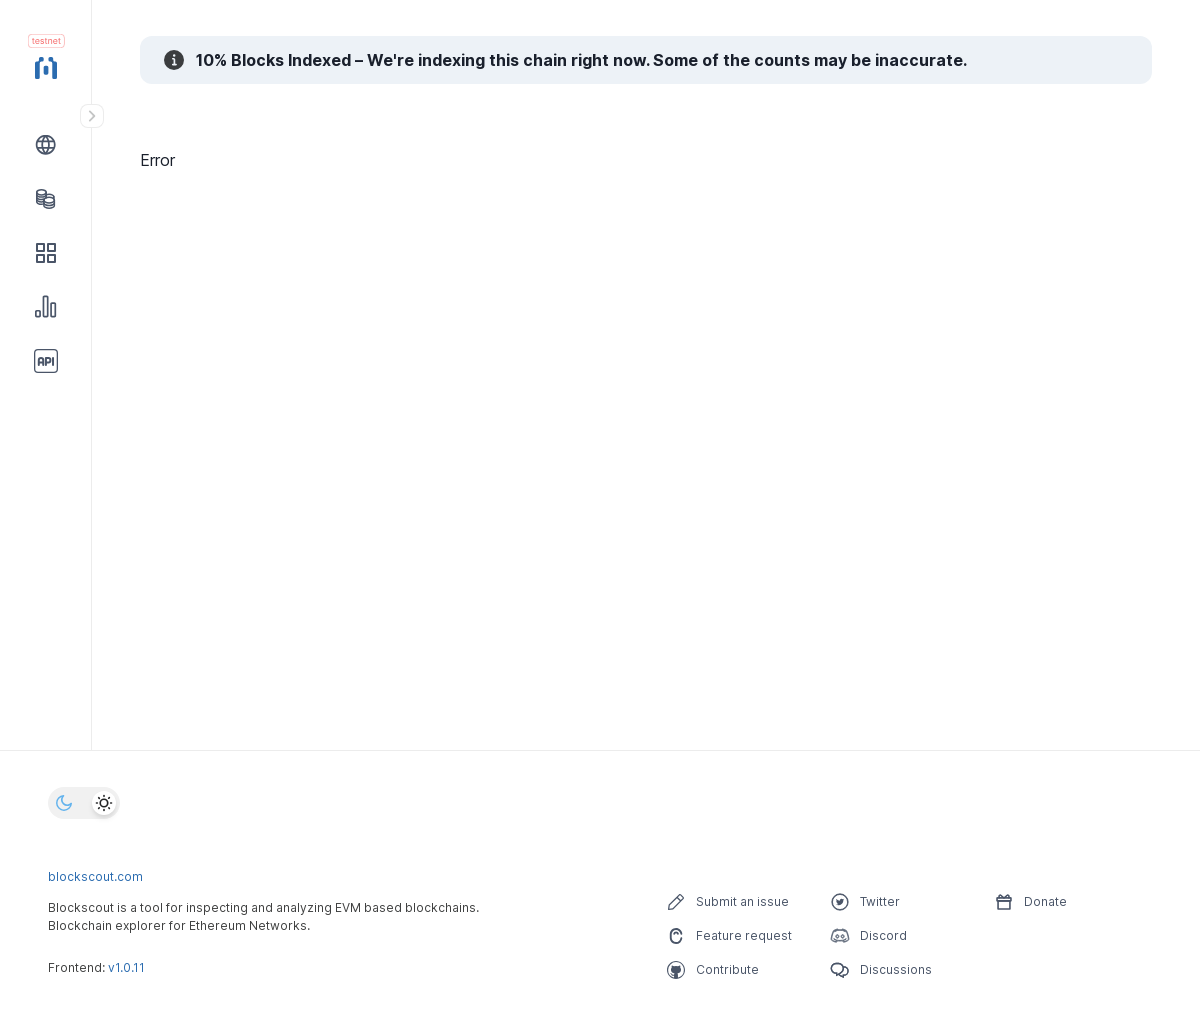 testnet
10% Blocks Indexed – We're indexing this chain right now. Some of the counts may be inaccurate.
Error
API
blockscout.com
Blockscout is a tool for inspecting and analyzing EVM based blockchains.
Blockchain explorer for Ethereum Networks.
Frontend: v1.0.11
Submit an issue
Feature request
Contribute
Twitter
Discord
Discussions
Donate